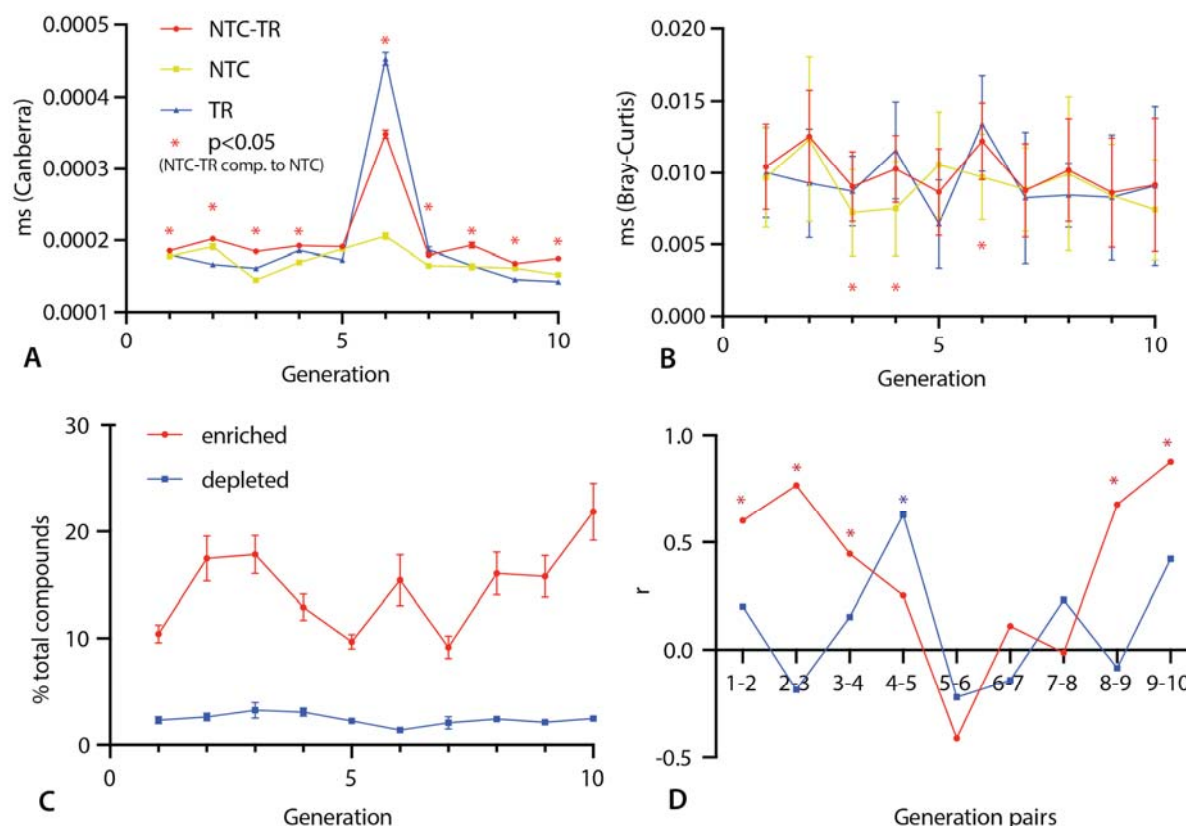 0.0005
0.0004
0.0003
0.0002
0.0001
ms (Canberra)
NTC-TR
NTC
TR
* p<0.05
(NTC-TR comp. to NTC)
* * * * * * * * *
0 5 10
A
Generation
0.020
0.015
0.010
0.005
0.000
ms (Bray-Curtis)
* * *
0 5 10
B
Generation
30
20
10
0
% total compounds
enriched
depleted
0 5 10
C
Generation
1.0
0.5
0.0
-0.5
r
* * * * * *
1-2 2-3 3-4 4-5 5-6 6-7 7-8 8-9 9-10
D
Generation pairs